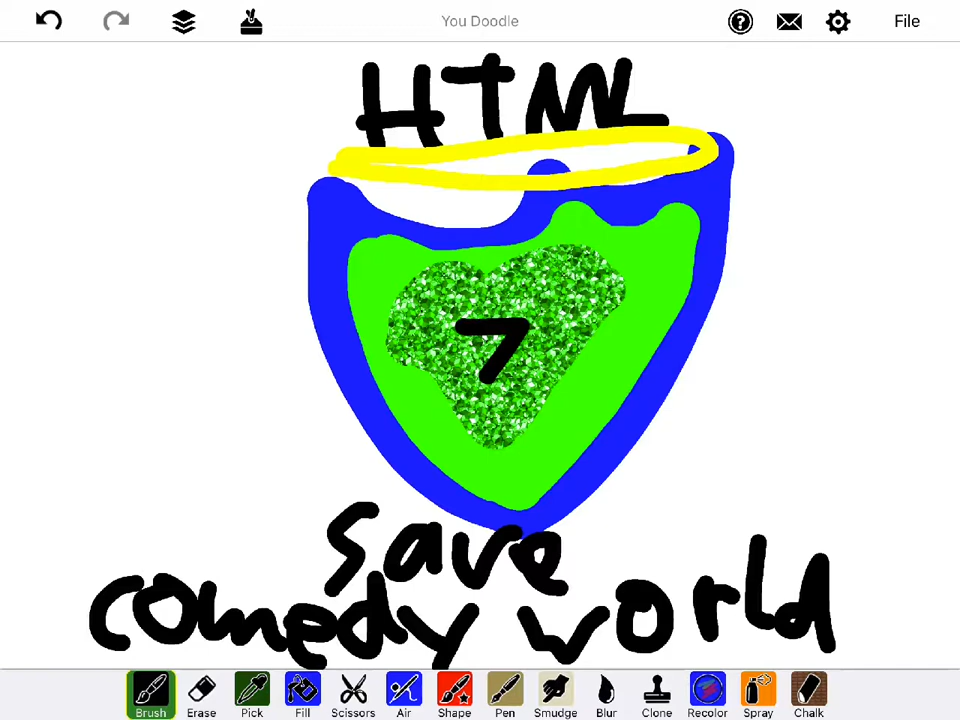 You Doodle
File
HTML
7
save
comedy world
Brush Erase Pick Fill Scissors Air Shape Pen Smudge Blur Clone Recolor Spray Chalk